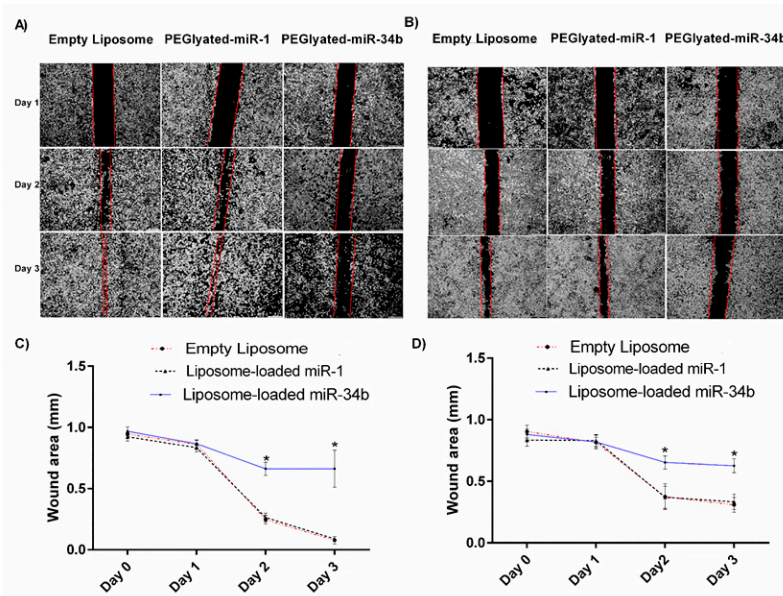 A)
Empty Liposome PEGlyated-miR-1 PEGlyated-miR-34b
Day 1
Day 2
Day 3
B)
Empty Liposome PEGlyated-miR-1 PEGlyated-miR-34b
C)
Empty Liposome
Liposome-loaded miR-1
Liposome-loaded miR-34b
Wound area (mm)
1.5
1.0
0.5
0.0
*
*
Day 0 Day 1 Day 2 Day 3
D)
Empty Liposome
Liposome-loaded miR-1
Liposome-loaded miR-34b
Wound area (mm)
1.5
1.0
0.5
0.0
*
*
Day 0 Day 1 Day2 Day 3